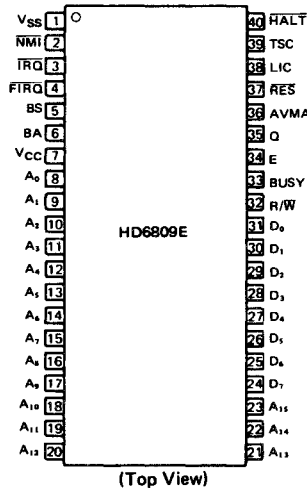 VSS 1 40 HALT
NMI 2 39 TSC
IRQ 3 38 LIC
FIRQ 4 37 RES
BS 5 36 AVMA
BA 6 35 Q
VCC 7 34 E
A0 8 33 BUSY
A1 9 32 R/W
A2 10 31 D0
A3 11 HD6809E 30 D1
A4 12 29 D2
A5 13 28 D3
A6 14 27 D4
A7 15 26 D5
A8 16 25 D6
A9 17 24 D7
A10 18 23 A15
A11 19 22 A14
A12 20 21 A13
(Top View)